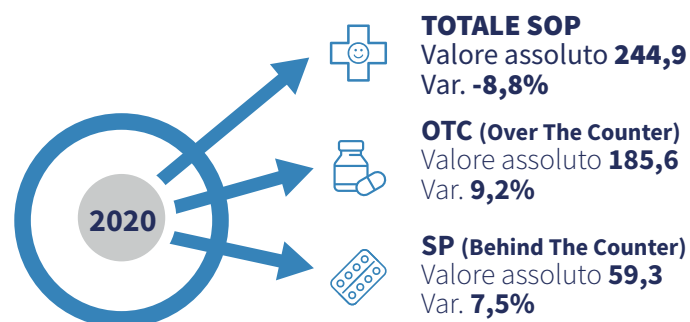 2020
TOTALE SOP
Valore assoluto 244,9
Var. -8,8%
OTC (Over The Counter)
Valore assoluto 185,6
Var. 9,2%
SP (Behind The Counter)
Valore assoluto 59,3
Var. 7,5%